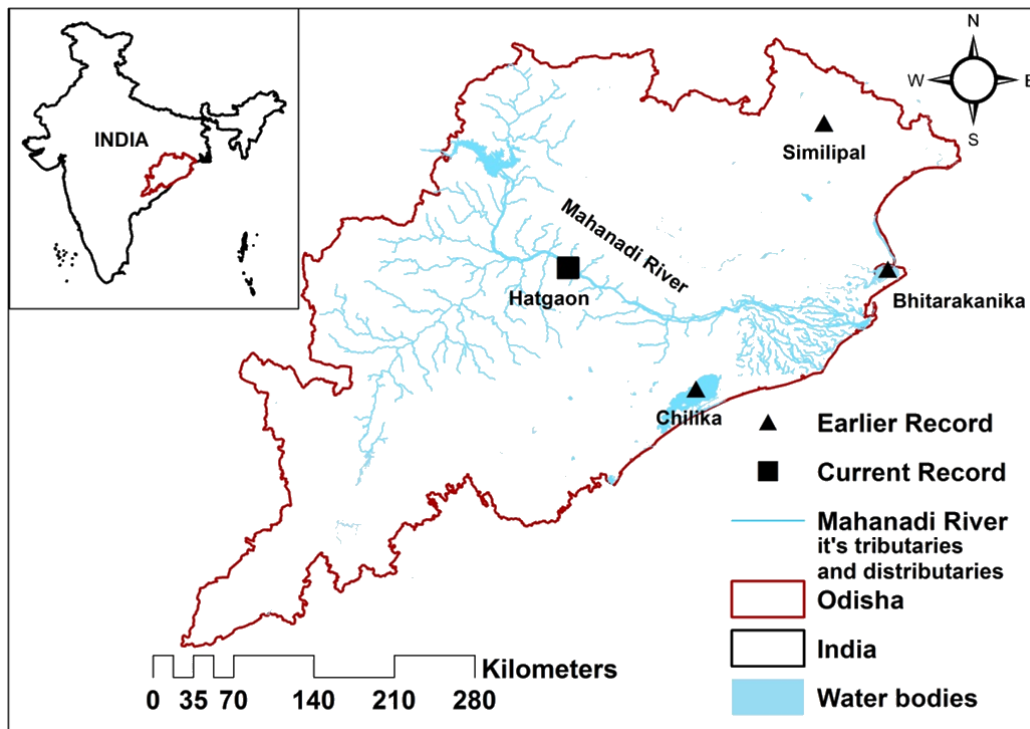 INDIA
N
W
E
S
Similipal
Mahanadi River
Hatgaon
Bhitarakanika
Chilika
Earlier Record
Current Record
Mahanadi River
it's tributaries
and distributaries
Odisha
India
Water bodies
Kilometers
0 35 70 140 210 280